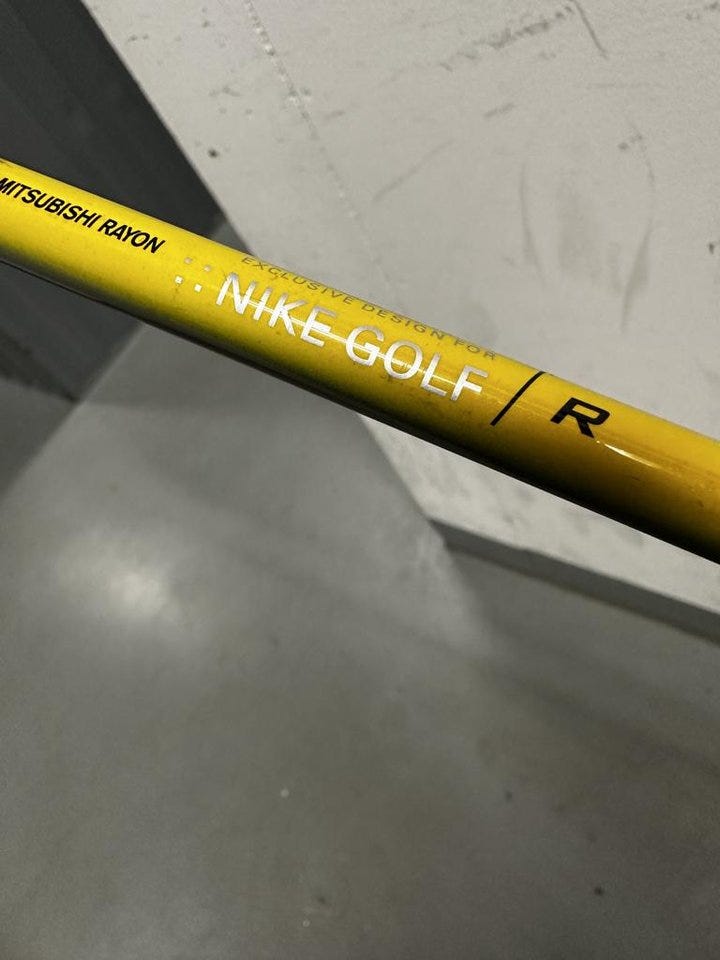 MITSUBISHI RAYON
EXCLUSIVE DESIGN FOR
NIKE GOLF / R